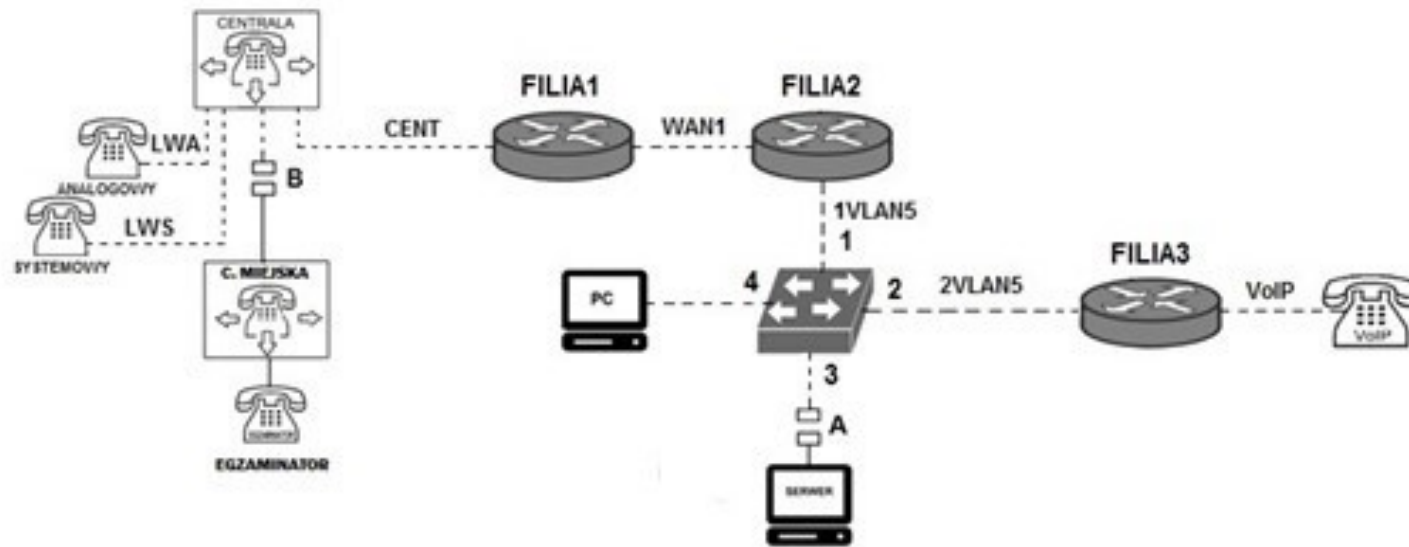 CENTRALA
FILIA1
FILIA2
CENT
WAN1
LWA
ANALOGOWY
B
LWS
SYSTEMOWY
1VLAN5
1
FILIA3
C. MIEJSKA
PC
4
2
2VLAN5
VoIP
VoIP
3
A
EGZAMINATOR
SERWER